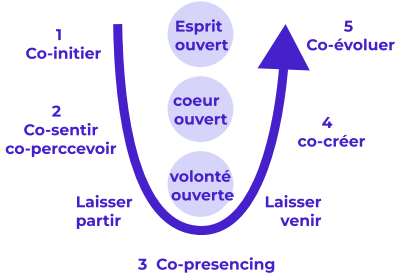 1
Co-initier
2
Co-sentir
co-perccevoir
Laisser
partir
3 Co-presencing
Esprit
ouvert
coeur
ouvert
volonté
ouverte
Laisser
venir
4
co-créer
5
Co-évoluer